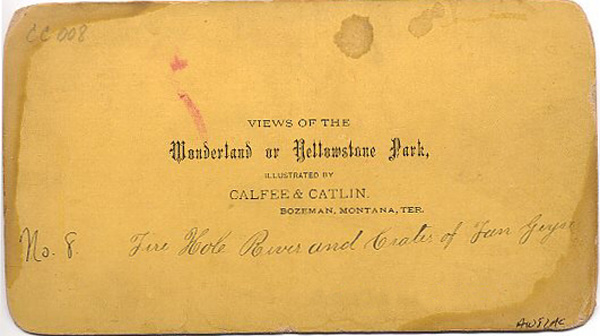 CC 008
VIEWS OF THE
Wonderland or Yellowstone Park,
ILLUSTRATED BY
CALFEE & CATLIN.
BOZEMAN, MONTANA, TER.
No. 8. Fire Hole River and Crater of Fan Geyse